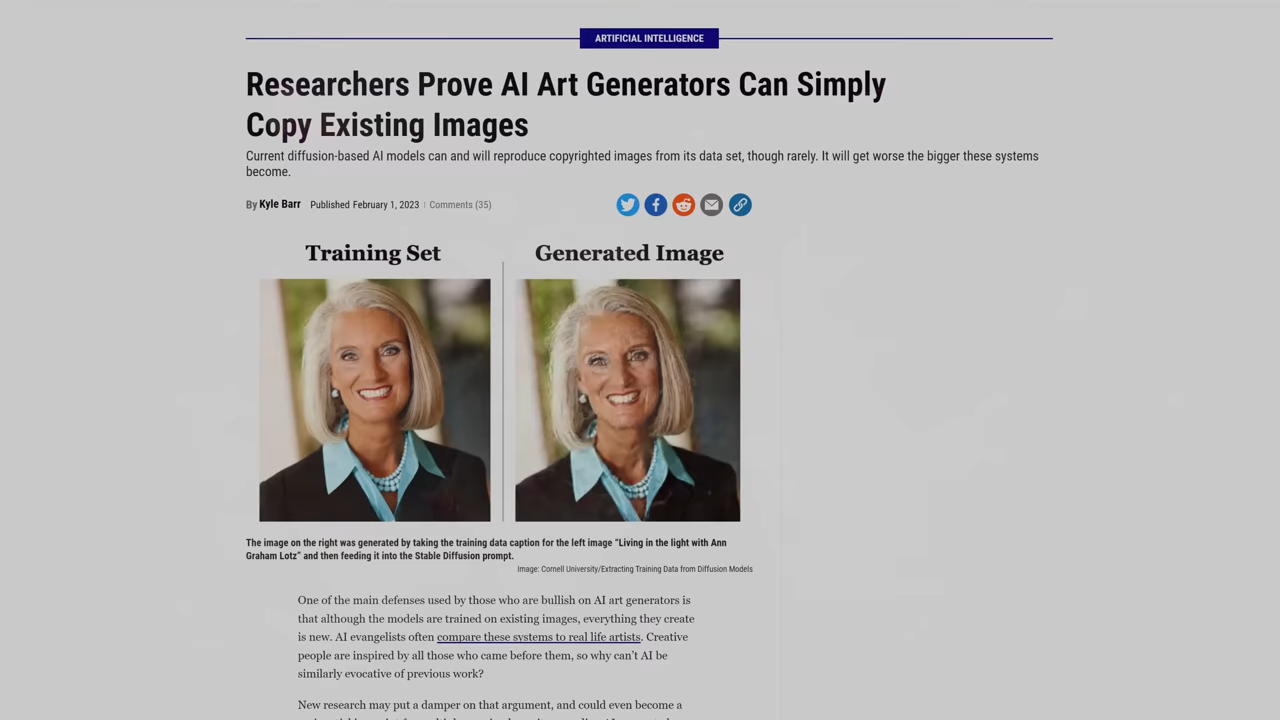 ARTIFICIAL INTELLIGENCE
Researchers Prove AI Art Generators Can Simply
Copy Existing Images
Current diffusion-based AI models can and will reproduce copyrighted images from its data set, though rarely. It will get worse the bigger these systems
become.
By Kyle Barr Published February 1, 2023 | Comments (35)
Training Set Generated Image
The image on the right was generated by taking the training data caption for the left image “Living in the light with Ann
Graham Lotz” and then feeding it into the Stable Diffusion prompt.
Image: Cornell University/Extracting Training Data from Diffusion Models
One of the main defenses used by those who are bullish on AI art generators is
that although the models are trained on existing images, everything they create
is new. AI evangelists often compare these systems to real life artists. Creative
people are inspired by all those who came before them, so why can’t AI be
similarly evocative of previous work?
New research may put a damper on that argument, and could even become a